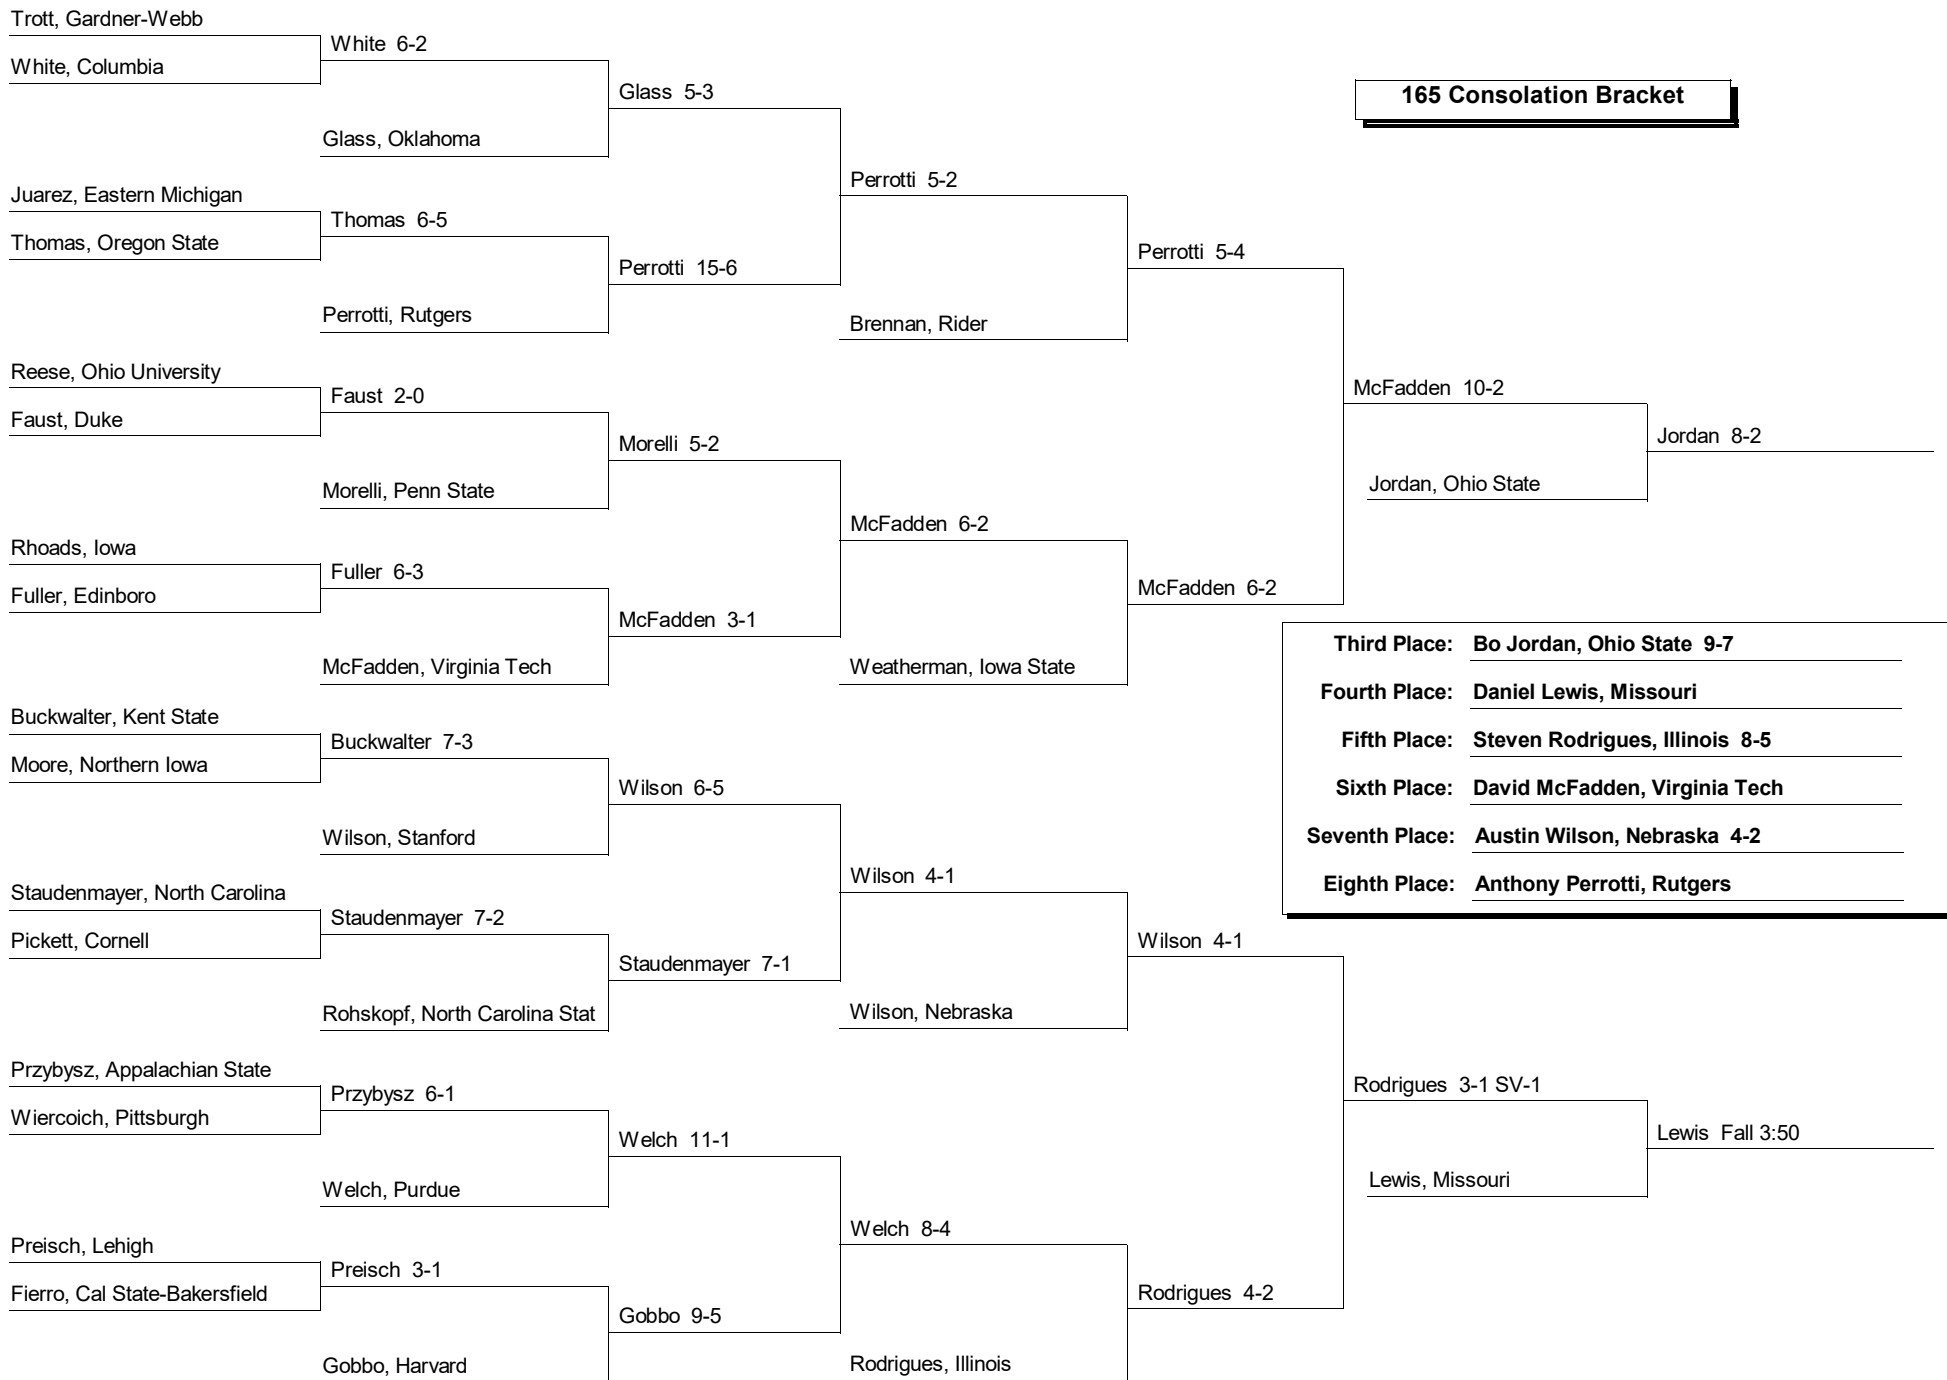 Trott, Gardner-Webb
White 6-2
White, Columbia
Glass 5-3
165 Consolation Bracket
Glass, Oklahoma
Perrotti 5-2
Juarez, Eastern Michigan
Thomas 6-5
Thomas, Oregon State
Perrotti 5-4
Perrotti 15-6
Perrotti, Rutgers
Brennan, Rider
Reese, Ohio University
McFadden 10-2
Faust 2-0
Faust, Duke
Jordan 8-2
Morelli 5-2
Jordan, Ohio State
Morelli, Penn State
McFadden 6-2
Rhoads, Iowa
Fuller 6-3
McFadden 6-2
Fuller, Edinboro
McFadden 3-1
Third Place: Bo Jordan, Ohio State 9-7
McFadden, Virginia Tech
Weatherman, Iowa State
Fourth Place: Daniel Lewis, Missouri
Buckwalter, Kent State
Fifth Place: Steven Rodrigues, Illinois 8-5
Buckwalter 7-3
Moore, Northern Iowa
Sixth Place: David McFadden, Virginia Tech
Wilson 6-5
Seventh Place: Austin Wilson, Nebraska 4-2
Wilson, Stanford
Wilson 4-1
Eighth Place: Anthony Perrotti, Rutgers
Staudenmayer, North Carolina
Staudenmayer 7-2
Pickett, Cornell
Wilson 4-1
Staudenmayer 7-1
Rohskopf, North Carolina Stat
Wilson, Nebraska
Przybysz, Appalachian State
Rodrigues 3-1 SV-1
Przybysz 6-1
Wiercoich, Pittsburgh
Lewis Fall 3:50
Welch 11-1
Lewis, Missouri
Welch, Purdue
Welch 8-4
Preisch, Lehigh
Preisch 3-1
Fierro, Cal State-Bakersfield
Rodrigues 4-2
Gobbo 9-5
Gobbo, Harvard
Rodrigues, Illinois